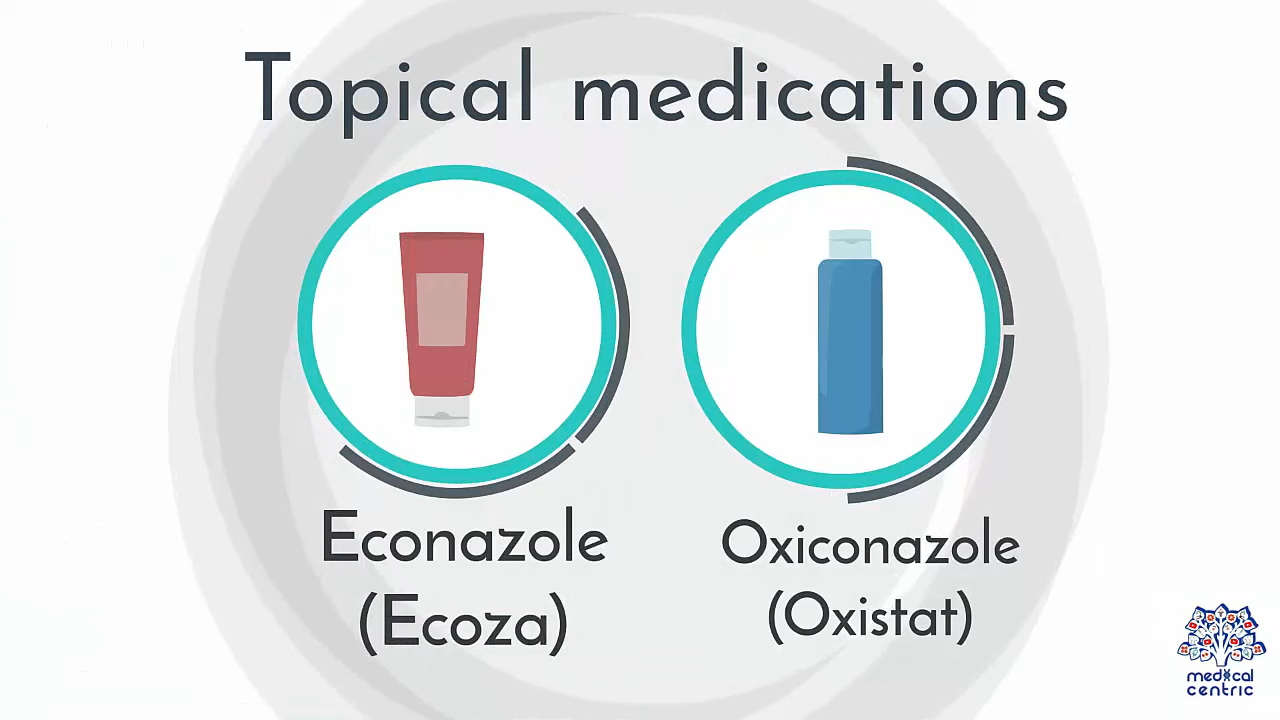 Topical medications
Econazole
(Ecoza)
Oxiconazole
(Oxistat)
medical
centric